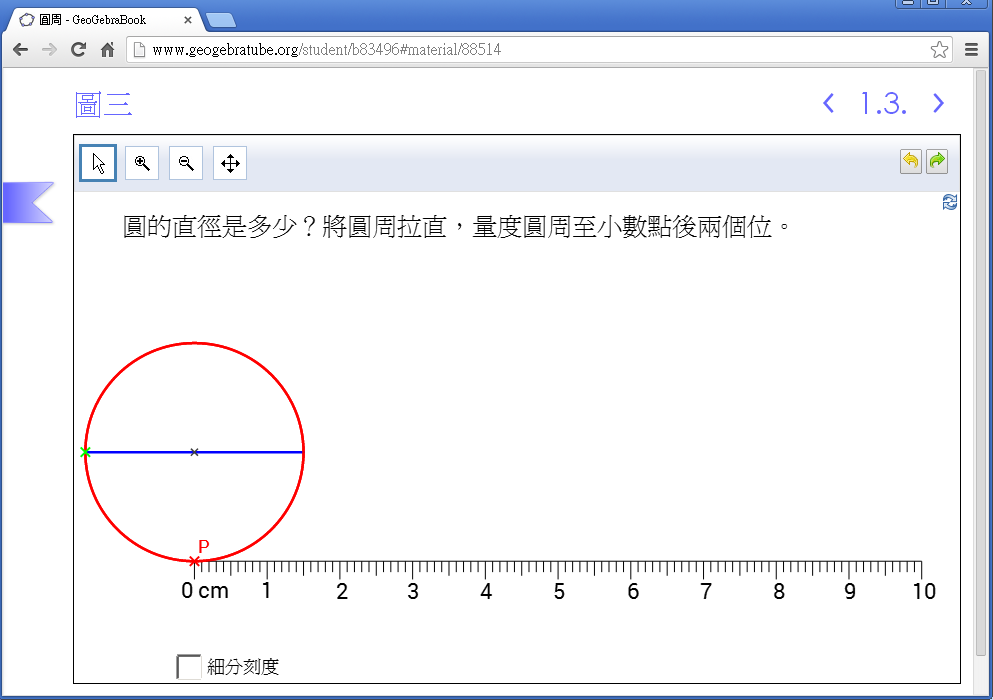 圓周 - GeoGebraBook
www.geogebratube.org/student/b83496#material/88514
圖三
1.3.
圓的直徑是多少？將圓周拉直，量度圓周至小數點後兩個位。
P
0 cm 1 2 3 4 5 6 7 8 9 10
細分刻度